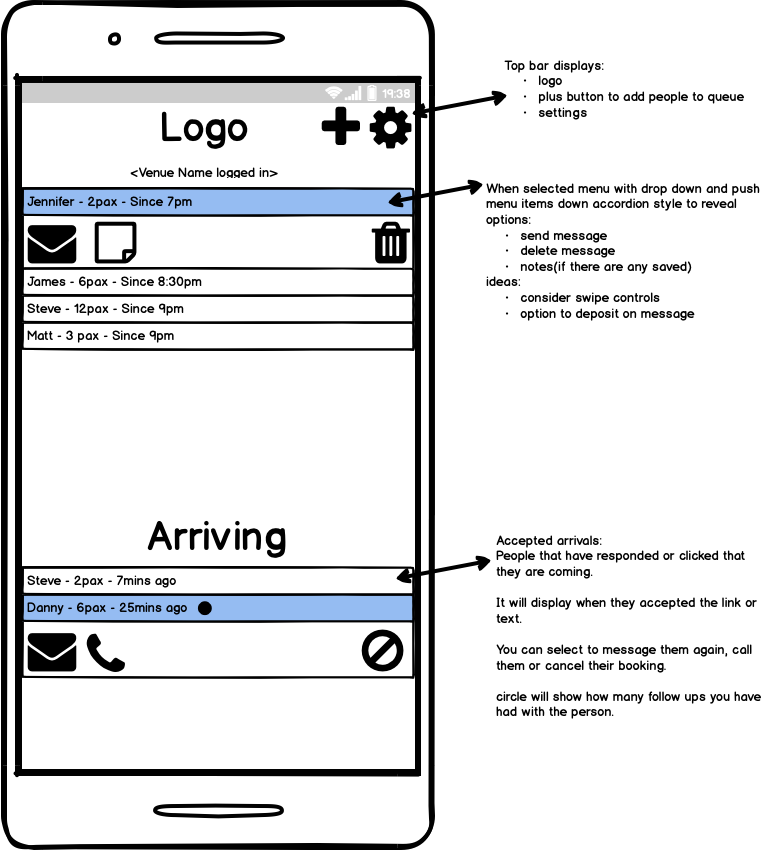 19:38
Logo
<Venue Name logged in>
Jennifer - 2pax - Since 7pm
James - 6pax - Since 8:30pm
Steve - 12pax - Since 9pm
Matt - 3 pax - Since 9pm
Arriving
Steve - 2pax - 7mins ago
Danny - 6pax - 25mins ago
Top bar displays:
· logo
· plus button to add people to queue
· settings
When selected menu with drop down and push
menu items down accordion style to reveal
options:
· send message
· delete message
· notes(if there are any saved)
ideas:
· consider swipe controls
· option to deposit on message
Accepted arrivals:
People that have responded or clicked that
they are coming.
It will display when they accepted the link or
text.
You can select to message them again, call
them or cancel their booking.
circle will show how many follow ups you have
had with the person.